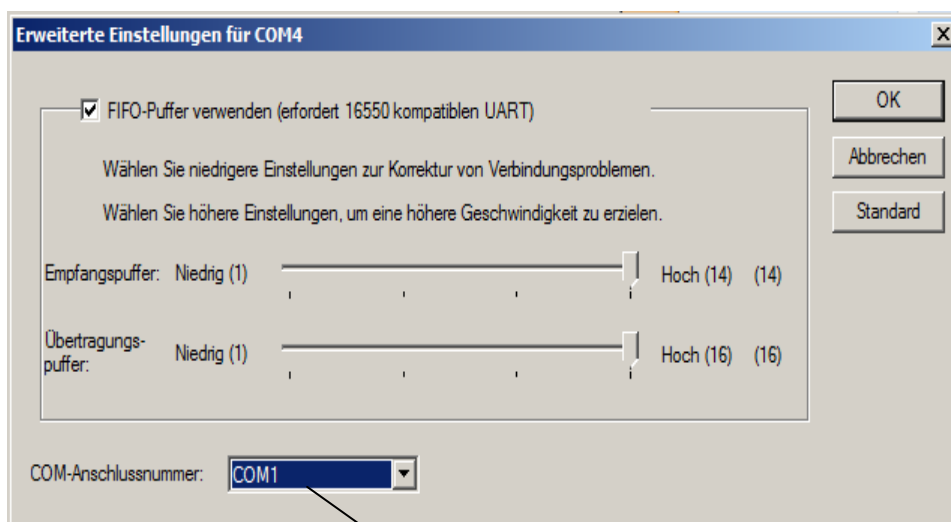 Erweiterte Einstellungen für COM4
FIFO-Puffer verwenden (erfordert 16550 kompatiblen UART)
OK
Wählen Sie niedrigere Einstellungen zur Korrektur von Verbindungsproblemen.
Abbrechen
Wählen Sie höhere Einstellungen, um eine höhere Geschwindigkeit zu erzielen.
Standard
Empfangspuffer: Niedrig (1) Hoch (14) (14)
Übertragungs-
puffer: Niedrig (1) Hoch (16) (16)
COM-Anschlussnummer: COM1